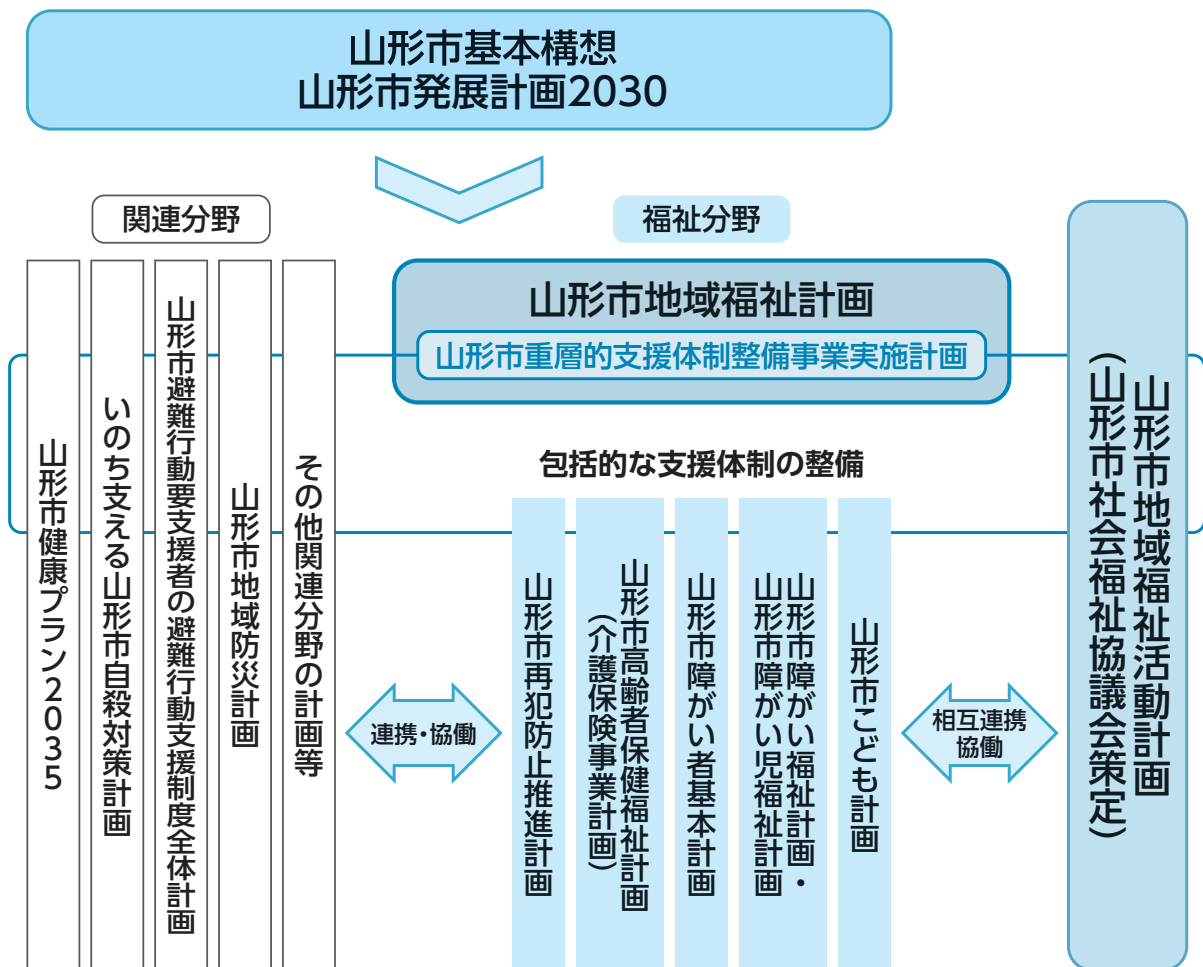 山形市基本構想
山形市発展計画2030
関連分野
福祉分野
山形市地域福祉計画
山形市重層的支援体制整備事業実施計画
包括的な支援体制の整備
山形市健康プラン2035
いのち支える山形市自殺対策計画
山形市避難行動要支援者の避難行動支援制度全体計画
山形市地域防災計画
その他関連分野の計画等
連携・協働
山形市再犯防止推進計画
山形市高齢者保健福祉計画
(介護保険事業計画)
山形市障がい者基本計画
山形市障がい福祉計画・
山形市障がい児福祉計画
山形市こども計画
相互連携
協働
山形市地域福祉活動計画
(山形市社会福祉協議会策定)